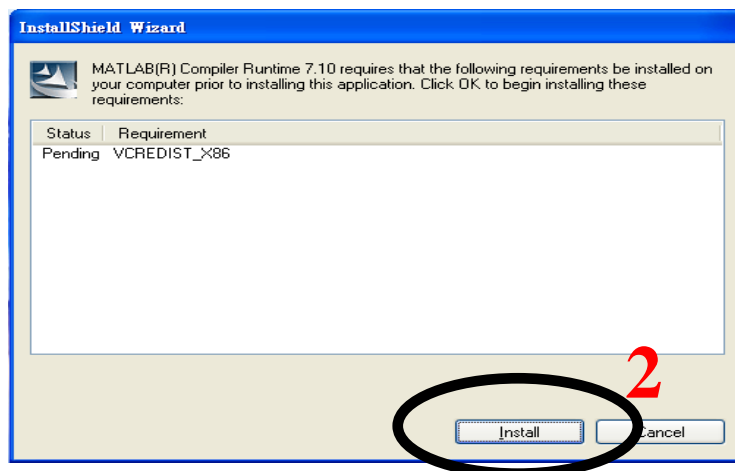 InstallShield Wizard
MATLAB(R) Compiler Runtime 7.10 requires that the following requirements be installed on
your computer prior to installing this application. Click OK to begin installing these
requirements:
Status Requirement
Pending VCREDIST_X86
2
Install Cancel